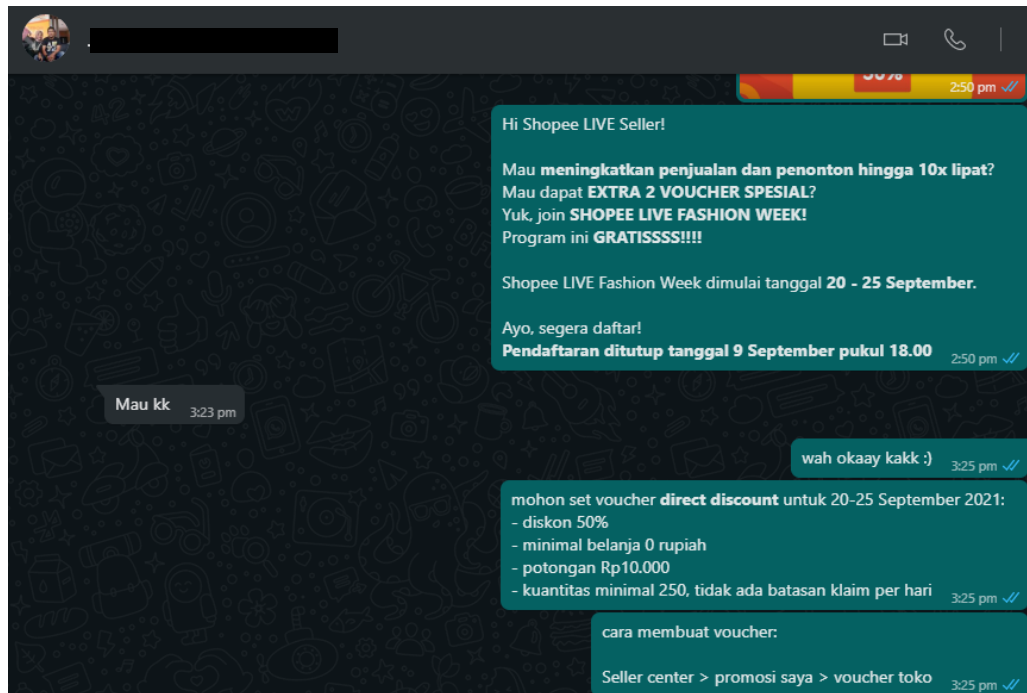 50%
2:50 pm
Hi Shopee LIVE Seller!
Mau meningkatkan penjualan dan penonton hingga 10x lipat?
Mau dapat EXTRA 2 VOUCHER SPESIAL?
Yuk, join SHOPEE LIVE FASHION WEEK!
Program ini GRATISSSS!!!!
Shopee LIVE Fashion Week dimulai tanggal 20 - 25 September.
Ayo, segera daftar!
Pendaftaran ditutup tanggal 9 September pukul 18.00
2:50 pm
Mau kk
3:23 pm
wah okaay kakk :)
3:25 pm
mohon set voucher direct discount untuk 20-25 September 2021:
- diskon 50%
- minimal belanja 0 rupiah
- potongan Rp10.000
- kuantitas minimal 250, tidak ada batasan klaim per hari
3:25 pm
cara membuat voucher:
Seller center > promosi saya > voucher toko
3:25 pm